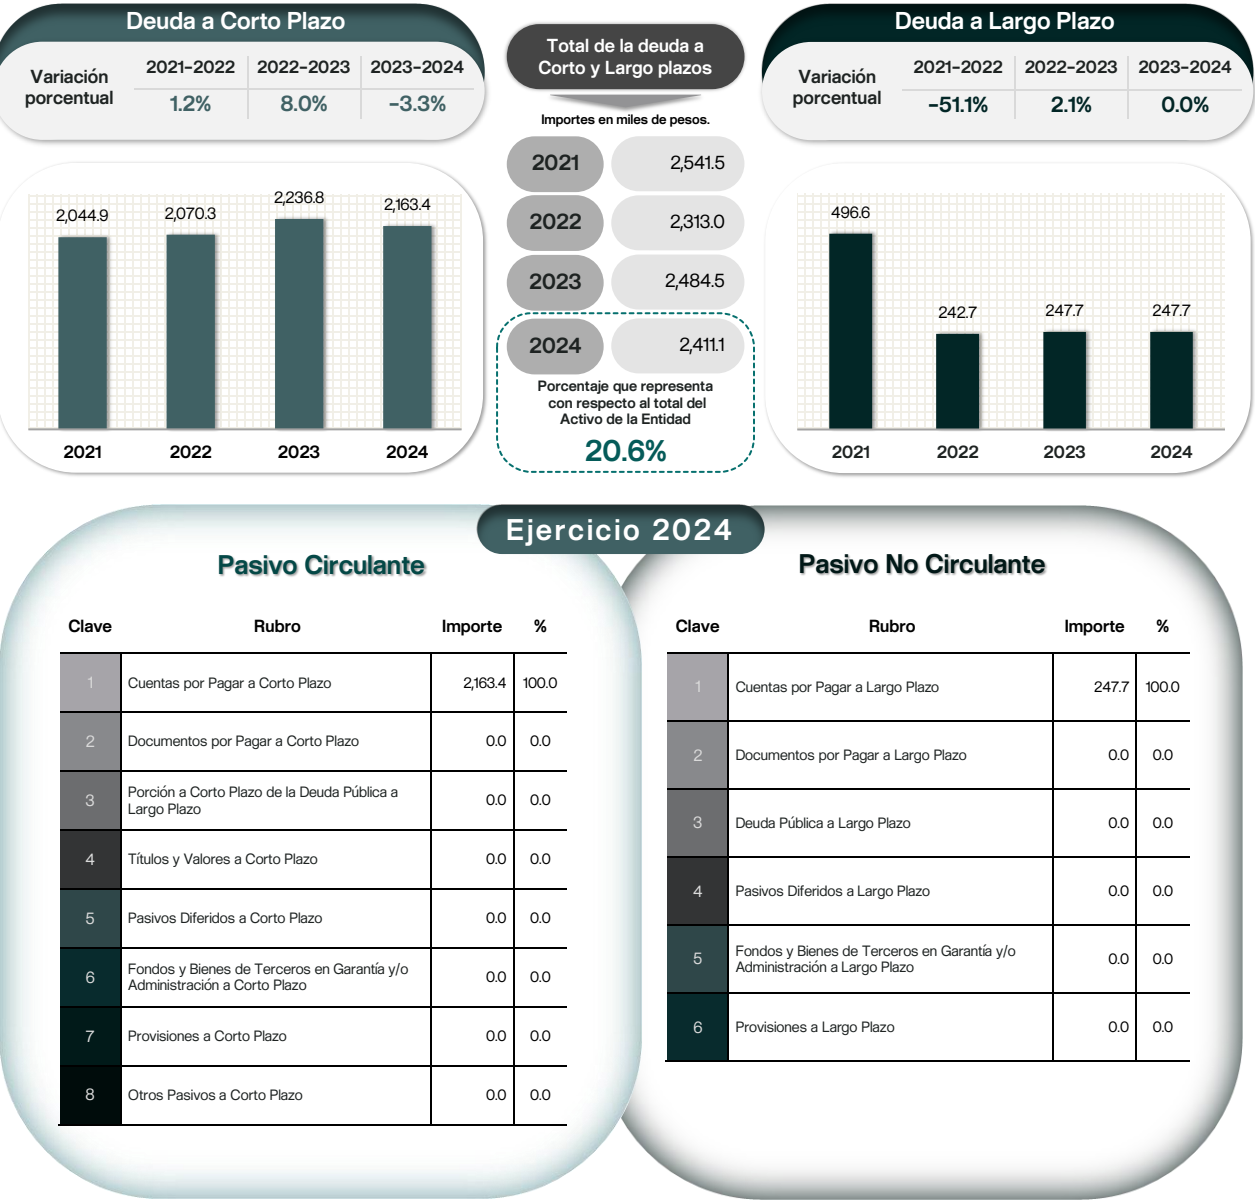 Deuda a Corto Plazo
Variación porcentual
2021-2022 2022-2023 2023-2024
1.2% 8.0% -3.3%
2,044.9 2,070.3 2,236.8 2,163.4
2021 2022 2023 2024
Total de la deuda a
Corto y Largo plazos
Importes en miles de pesos.
2021 2,541.5
2022 2,313.0
2023 2,484.5
2024 2,411.1
Porcentaje que representa
con respecto al total del
Activo de la Entidad
20.6%
Deuda a Largo Plazo
Variación porcentual
2021-2022 2022-2023 2023-2024
-51.1% 2.1% 0.0%
496.6 242.7 247.7 247.7
2021 2022 2023 2024
Ejercicio 2024
Pasivo Circulante
Clave Rubro Importe %
1 Cuentas por Pagar a Corto Plazo 2,163.4 100.0
2 Documentos por Pagar a Corto Plazo 0.0 0.0
3 Porción a Corto Plazo de la Deuda Pública a
Largo Plazo 0.0 0.0
4 Títulos y Valores a Corto Plazo 0.0 0.0
5 Pasivos Diferidos a Corto Plazo 0.0 0.0
6 Fondos y Bienes de Terceros en Garantía y/o
Administración a Corto Plazo 0.0 0.0
7 Provisiones a Corto Plazo 0.0 0.0
8 Otros Pasivos a Corto Plazo 0.0 0.0
Pasivo No Circulante
Clave Rubro Importe %
1 Cuentas por Pagar a Largo Plazo 247.7 100.0
2 Documentos por Pagar a Largo Plazo 0.0 0.0
3 Deuda Pública a Largo Plazo 0.0 0.0
4 Pasivos Diferidos a Largo Plazo 0.0 0.0
5 Fondos y Bienes de Terceros en Garantía y/o
Administración a Largo Plazo 0.0 0.0
6 Provisiones a Largo Plazo 0.0 0.0